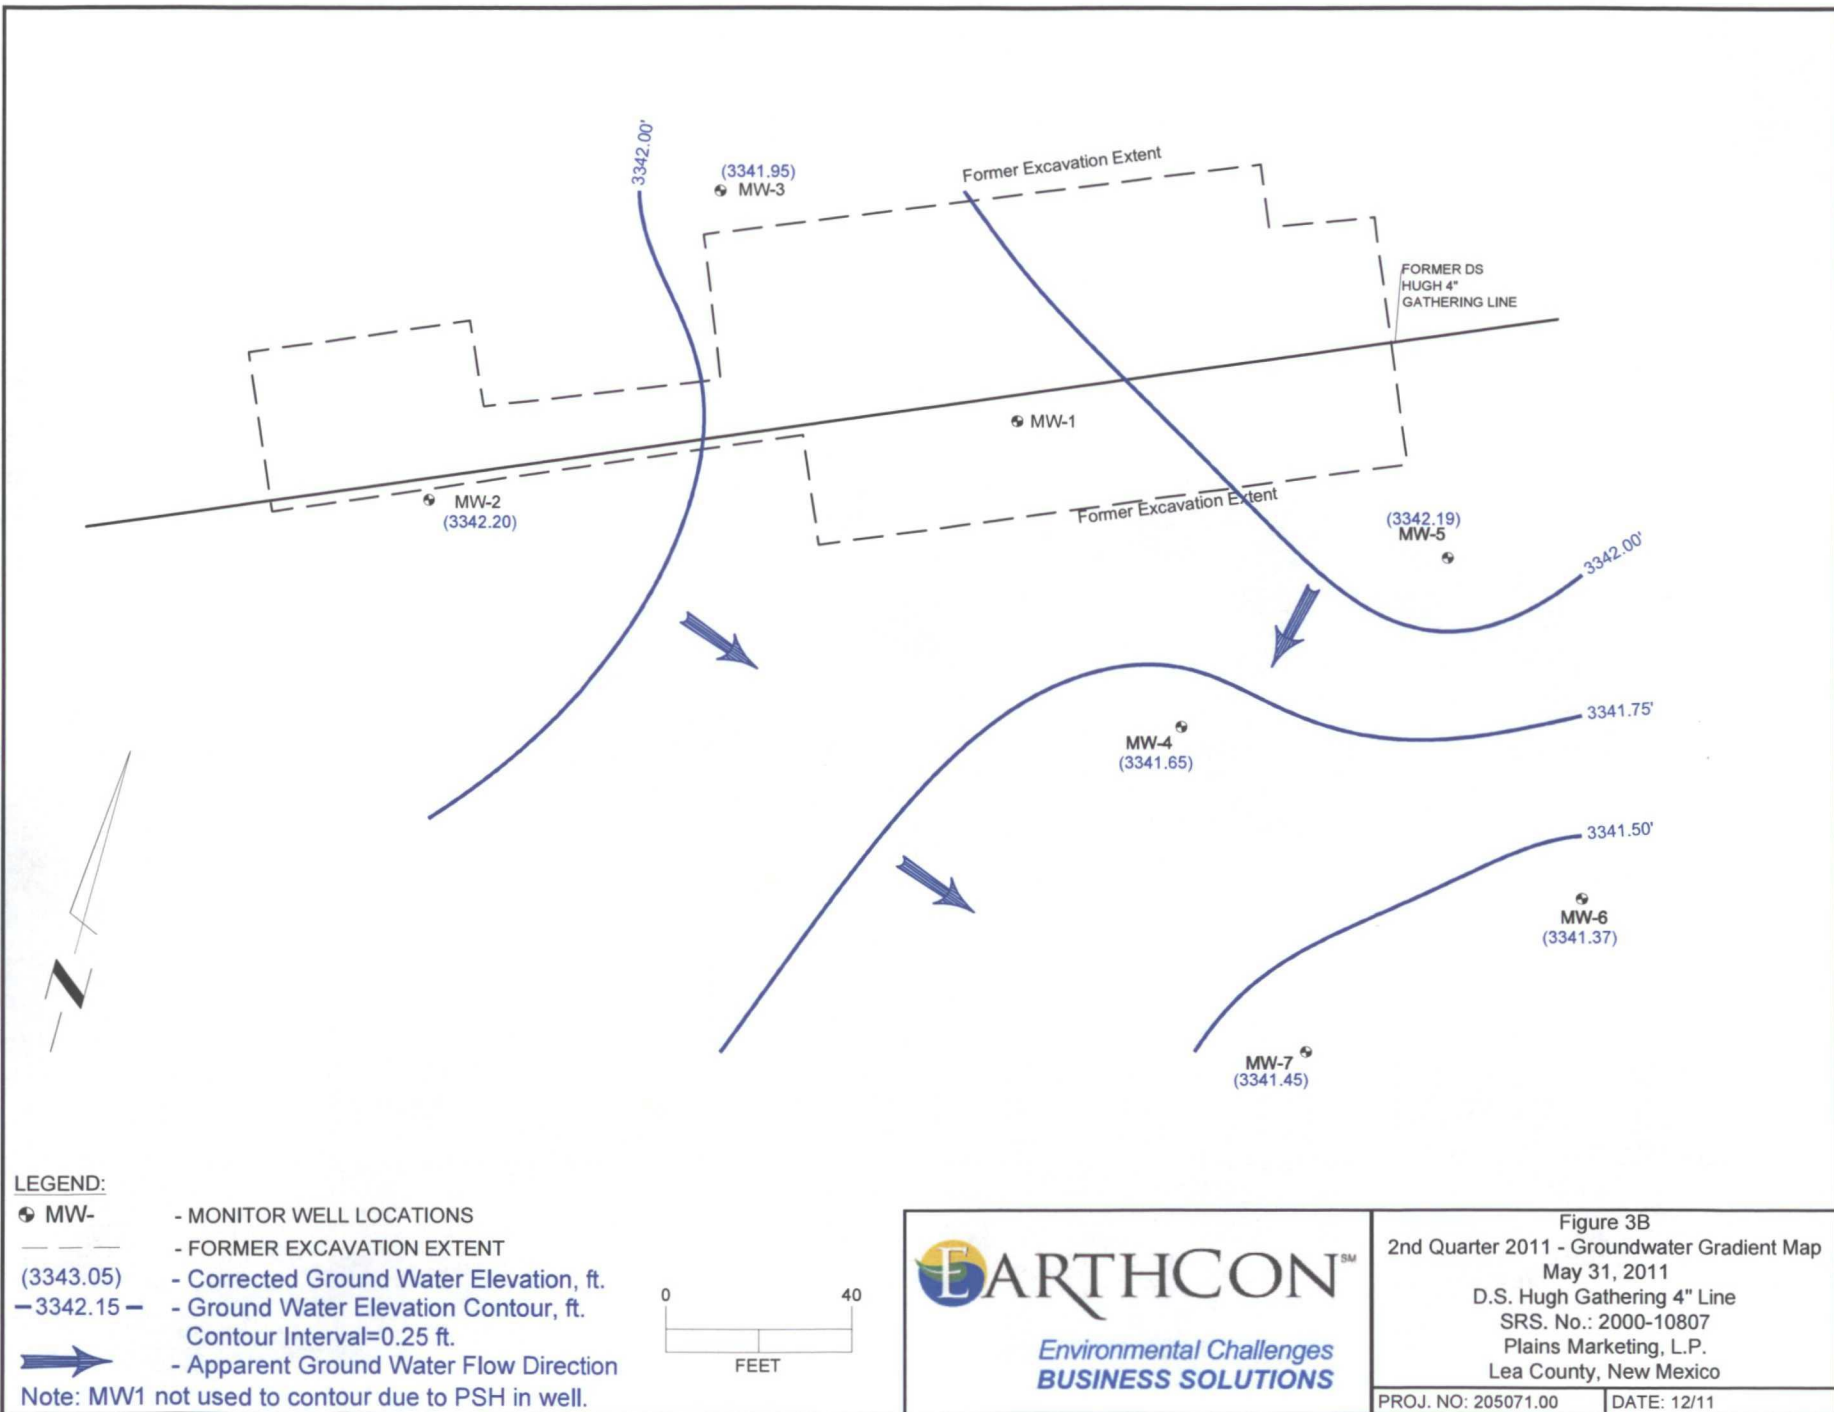 3342.00'
(3341.95)
MW-3
Former Excavation Extent
FORMER DS
HUGH 4"
GATHERING LINE
MW-1
MW-2
(3342.20)
Former Excavation Extent
(3342.19)
MW-5
3342.00'
3341.75'
MW-4
(3341.65)
3341.50'
MW-6
(3341.37)
MW-7
(3341.45)
N
LEGEND:
MW- - MONITOR WELL LOCATIONS
- FORMER EXCAVATION EXTENT
(3343.05) - Corrected Ground Water Elevation, ft.
3342.15 - Ground Water Elevation Contour, ft.
Contour Interval=0.25 ft.
- Apparent Ground Water Flow Direction
Note: MW1 not used to contour due to PSH in well.
0 40
FEET
EARTHCON SM
Environmental Challenges
BUSINESS SOLUTIONS
Figure 3B
2nd Quarter 2011 - Groundwater Gradient Map
May 31, 2011
D.S. Hugh Gathering 4" Line
SRS. No.: 2000-10807
Plains Marketing, L.P.
Lea County, New Mexico
PROJ. NO: 205071.00 DATE: 12/11